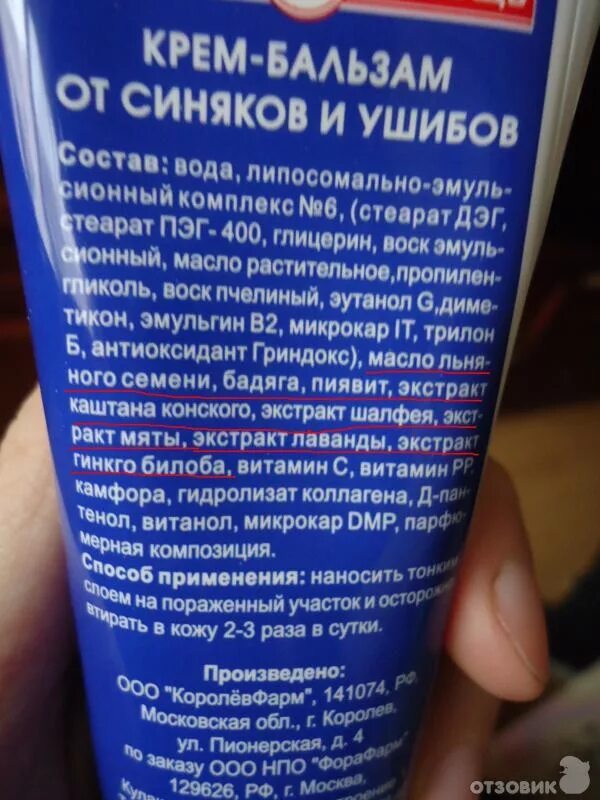 КРЕМ-БАЛЬЗАМ
ОТ СИНЯКОВ И УШИБОВ
Состав: вода, липосомально-эмуль-
сионный комплекс №6, (стеарат ДЭГ,
стеарат ПЭГ- 400, глицерин, воск эмуль-
сионный, масло растительное,пропилен-
гликоль, воск пчелиный, эутанол G,диме-
тикон, эмульгин В2, микрокар IT, трилон
Б, антиоксидант Гриндокс), масло льня-
ного семени, бадяга, пиявит, экстракт
каштана конского, экстракт шалфея, экст-
ракт мяты, экстракт лаванды, экстракт
гинкго билоба, витамин С, витамин РР,
камфора, гидролизат коллагена, Д-пан-
тенол, витанол, микрокар DMP, парфю-
мерная композиция.
Способ применения: наносить тонким
слоем на пораженный участок и осторожно
втирать в кожу 2-3 раза в сутки.
Произведено:
ООО "КоролёвФарм", 141074, РФ,
Московская обл., г. Королев,
ул. Пионерская, д. 4
по заказу ООО НПО "ФораФарм"
129626, РФ, г. Москва,
отзовик